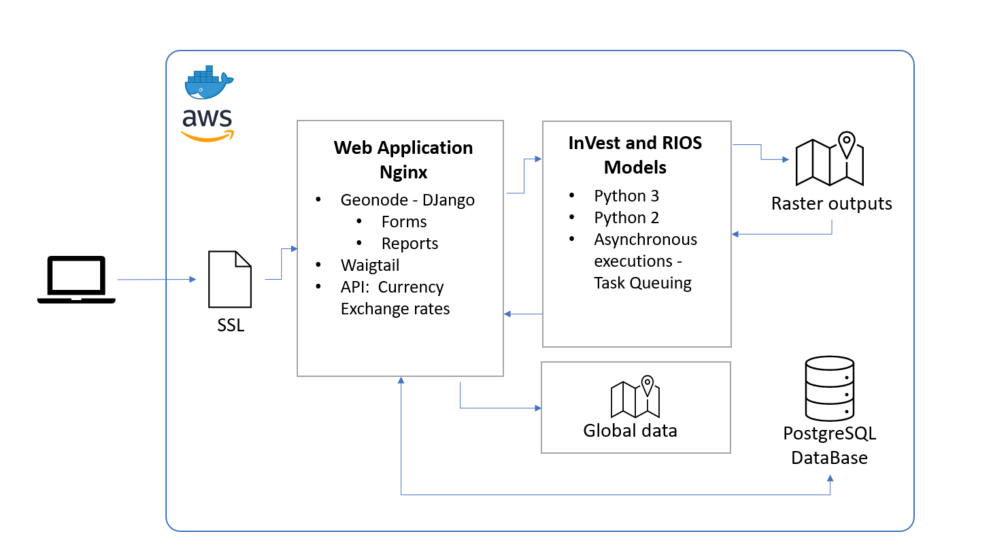 aws
Web Application
Nginx
• Geonode - DJango
• Forms
• Reports
• Waigtail
• API: Currency
Exchange rates
InVest and RIOS
Models
• Python 3
• Python 2
• Asynchronous
executions -
Task Queuing
Raster outputs
SSL
Global data
PostgreSQL
DataBase